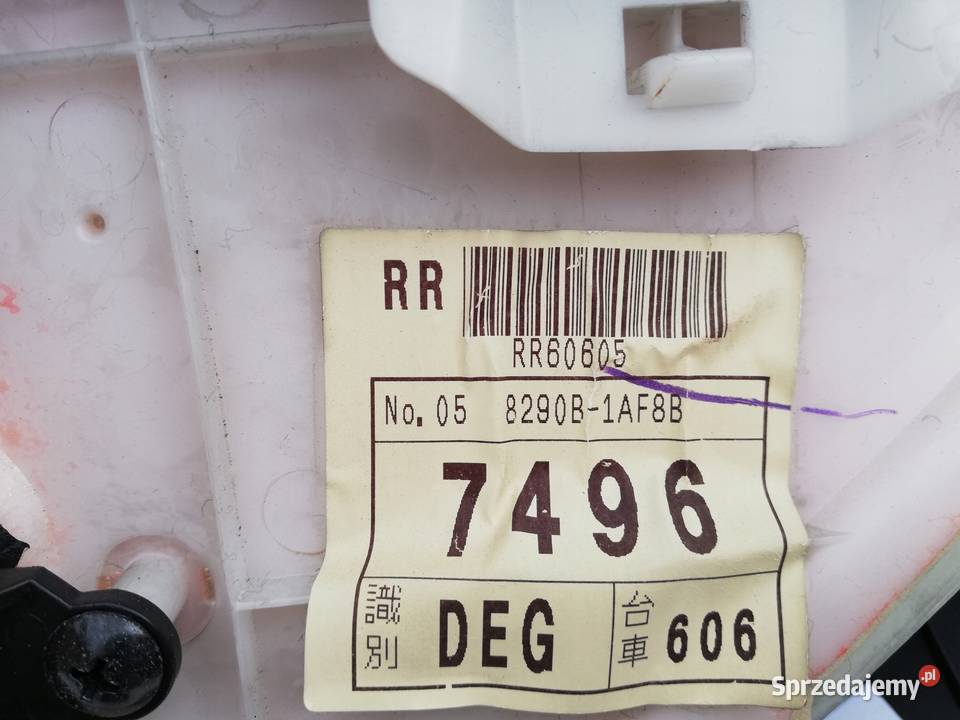 RR
RR60605
No. 05 8290B-1AF8B
7496
識別 DEG 台車 606
Sprzedajemy.pl